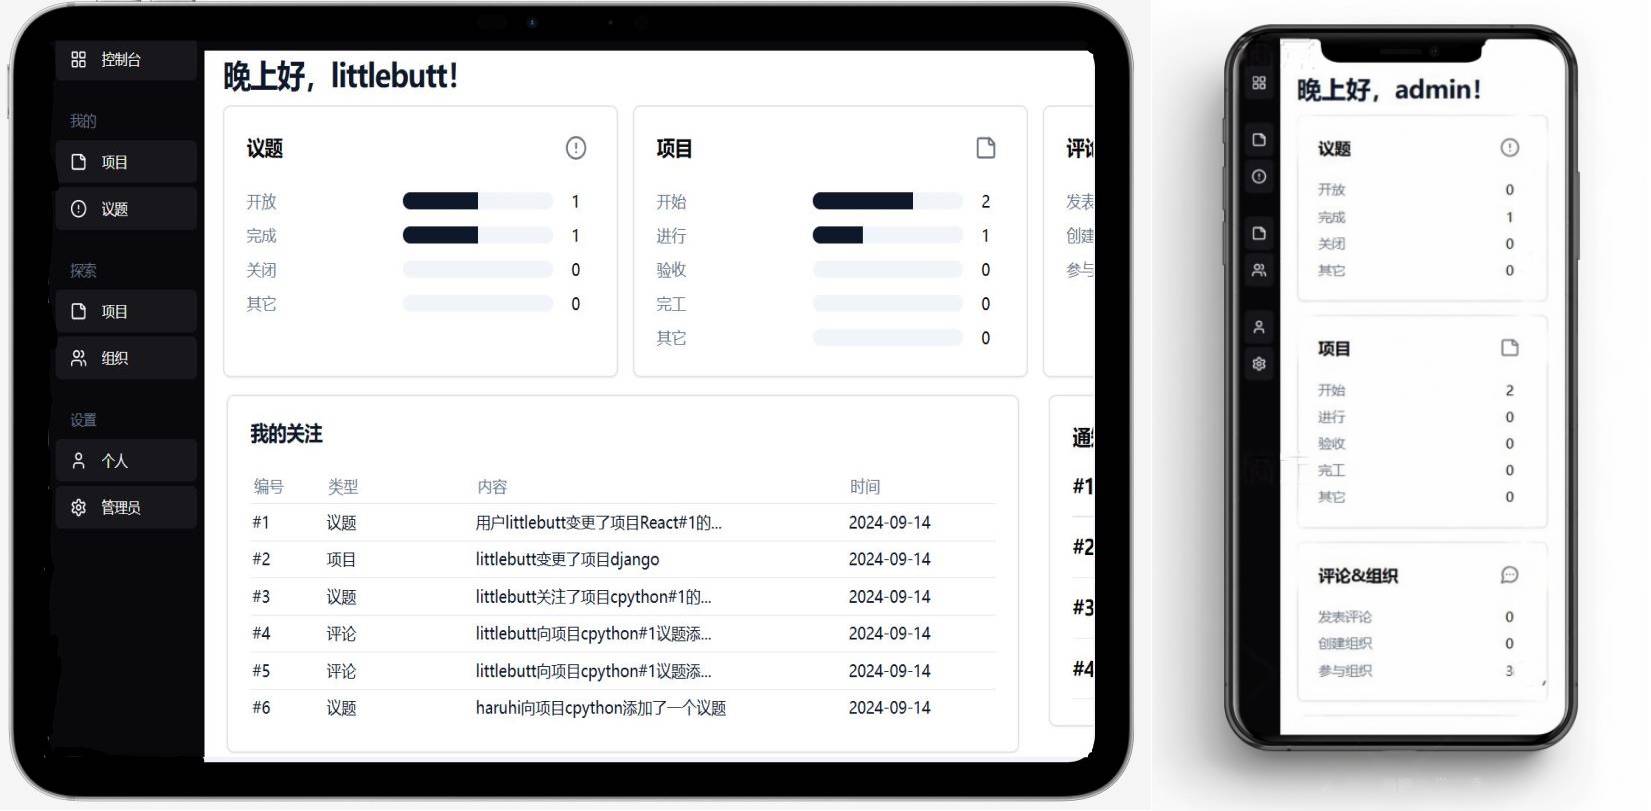 控制台
我的
项目
议题
探索
项目
组织
设置
个人
管理员
晚上好，littlebutt！
议题
开放 1
完成 1
关闭 0
其它 0
项目
开始 2
进行 1
验收 0
完工 0
其它 0
评论
发表
创建
参与
我的关注
编号 类型 内容 时间
#1 议题 用户littlebutt变更了项目React#1的... 2024-09-14
#2 项目 littlebutt变更了项目django 2024-09-14
#3 议题 littlebutt关注了项目cpython#1的... 2024-09-14
#4 评论 littlebutt向项目cpython#1议题添... 2024-09-14
#5 评论 littlebutt向项目cpython#1议题添... 2024-09-14
#6 议题 haruhi向项目cpython添加了一个议题 2024-09-14
通知
#1
#2
#3
#4
晚上好，admin！
议题
开放 0
完成 1
关闭 0
其它 0
项目
开始 2
进行 0
验收 0
完工 0
其它 0
评论&组织
发表评论 0
创建组织 0
参与组织 3